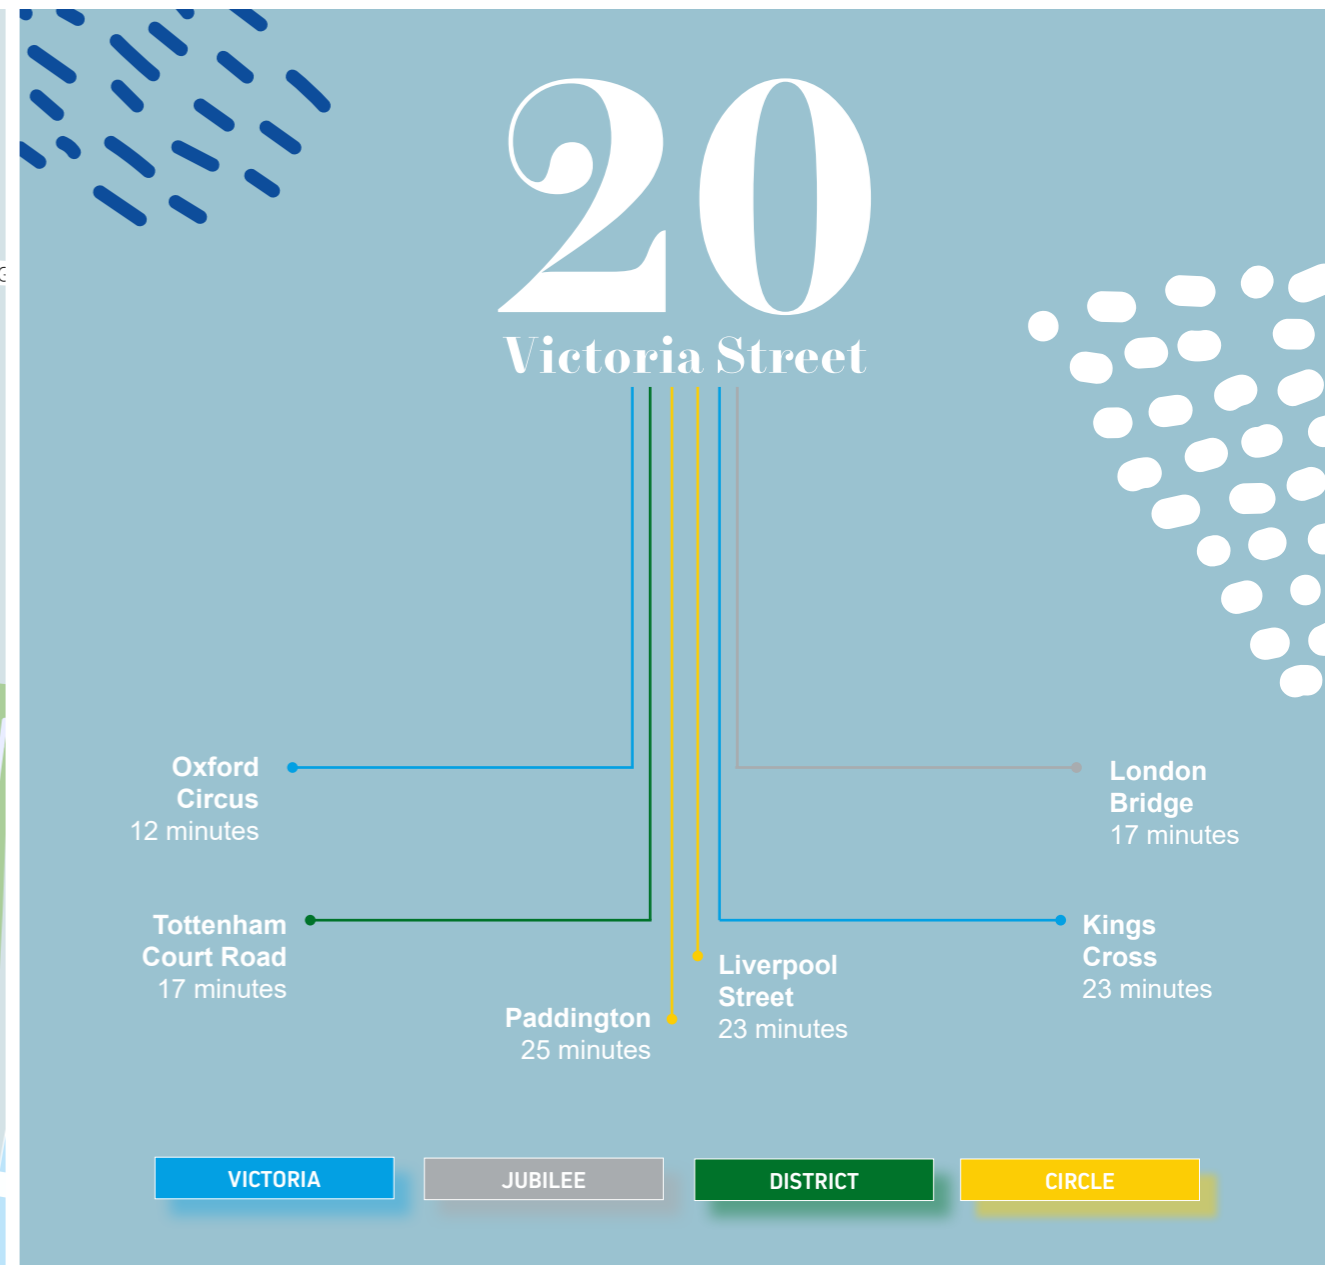 20
Victoria Street
Oxford
Circus
12 minutes
London
Bridge
17 minutes
Tottenham
Court Road
17 minutes
Kings
Cross
23 minutes
Liverpool
Street
23 minutes
Paddington
25 minutes
VICTORIA
JUBILEE
DISTRICT
CIRCLE